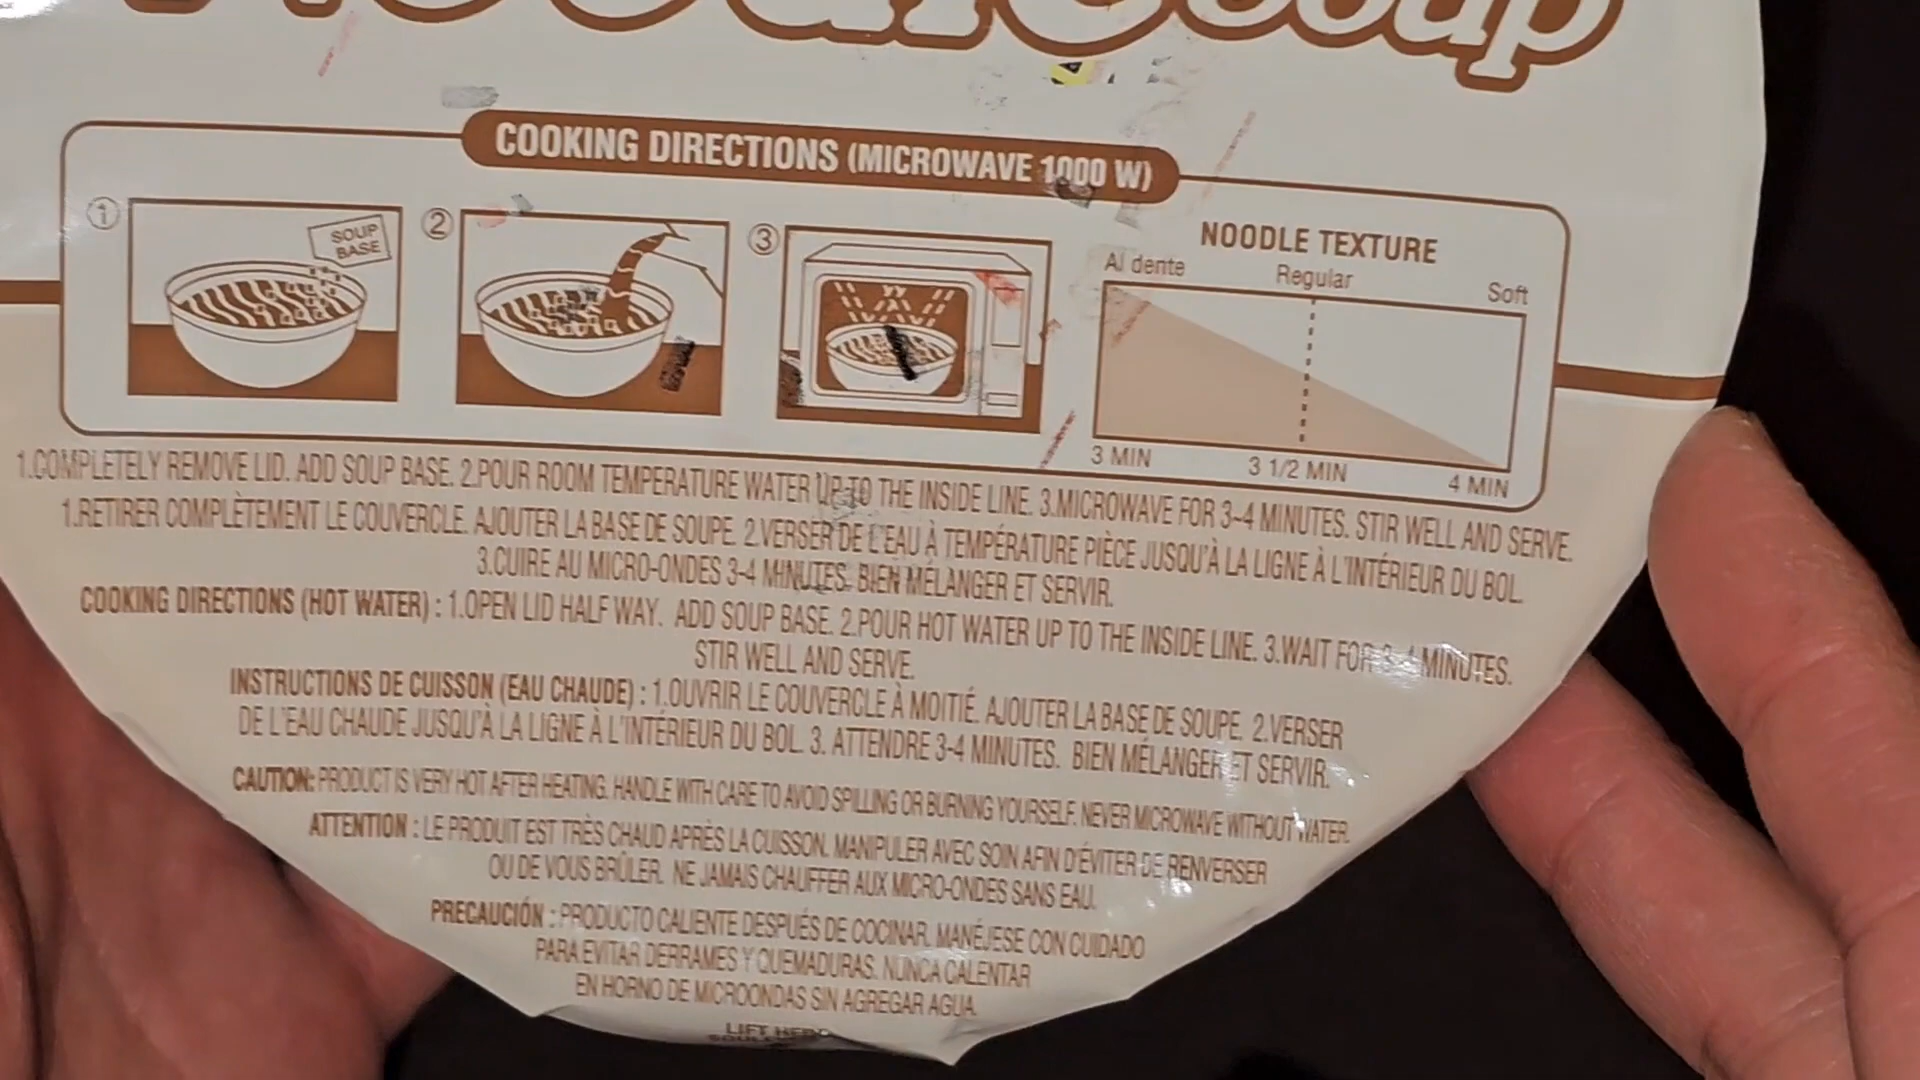 Soup
COOKING DIRECTIONS (MICROWAVE 1000 W)
1
SOUP
BASE
2
3
NOODLE TEXTURE
Al dente
Regular
Soft
3 MIN
3 1/2 MIN
4 MIN
1.COMPLETELY REMOVE LID. ADD SOUP BASE. 2.POUR ROOM TEMPERATURE WATER UP TO THE INSIDE LINE. 3.MICROWAVE FOR 3-4 MINUTES. STIR WELL AND SERVE.
1.RETIRER COMPLÈTEMENT LE COUVERCLE. AJOUTER LA BASE DE SOUPE. 2.VERSER DE L'EAU À TEMPÉRATURE PIÈCE JUSQU'À LA LIGNE À L'INTÉRIEUR DU BOL.
3.CUIRE AU MICRO-ONDES 3-4 MINUTES. BIEN MÉLANGER ET SERVIR.
COOKING DIRECTIONS (HOT WATER) : 1.OPEN LID HALF WAY. ADD SOUP BASE. 2.POUR HOT WATER UP TO THE INSIDE LINE. 3.WAIT FOR MINUTES.
STIR WELL AND SERVE.
INSTRUCTIONS DE CUISSON (EAU CHAUDE) : 1.OUVRIR LE COUVERCLE À MOITIÉ. AJOUTER LA BASE DE SOUPE. 2.VERSER
DE L'EAU CHAUDE JUSQU'À LA LIGNE À L'INTÉRIEUR DU BOL. 3. ATTENDRE 3-4 MINUTES. BIEN MÉLANGER ET SERVIR.
CAUTION: PRODUCT IS VERY HOT AFTER HEATING. HANDLE WITH CARE TO AVOID SPILLING OR BURNING YOURSELF. NEVER MICROWAVE WITHOUT WATER.
ATTENTION : LE PRODUIT EST TRÈS CHAUD APRÈS LA CUISSON. MANIPULER AVEC SOIN AFIN D'ÉVITER DE RENVERSER
OU DE VOUS BRÛLER. NE JAMAIS CHAUFFER AUX MICRO-ONDES SANS EAU.
PRECAUCIÓN : PRODUCTO CALIENTE DESPUÉS DE COCINAR. MANÉJESE CON CUIDADO
PARA EVITAR DERRAMES Y QUEMADURAS. NUNCA CALENTAR
EN HORNO DE MICROONDAS SIN AGREGAR AGUA.
LIFT HERE